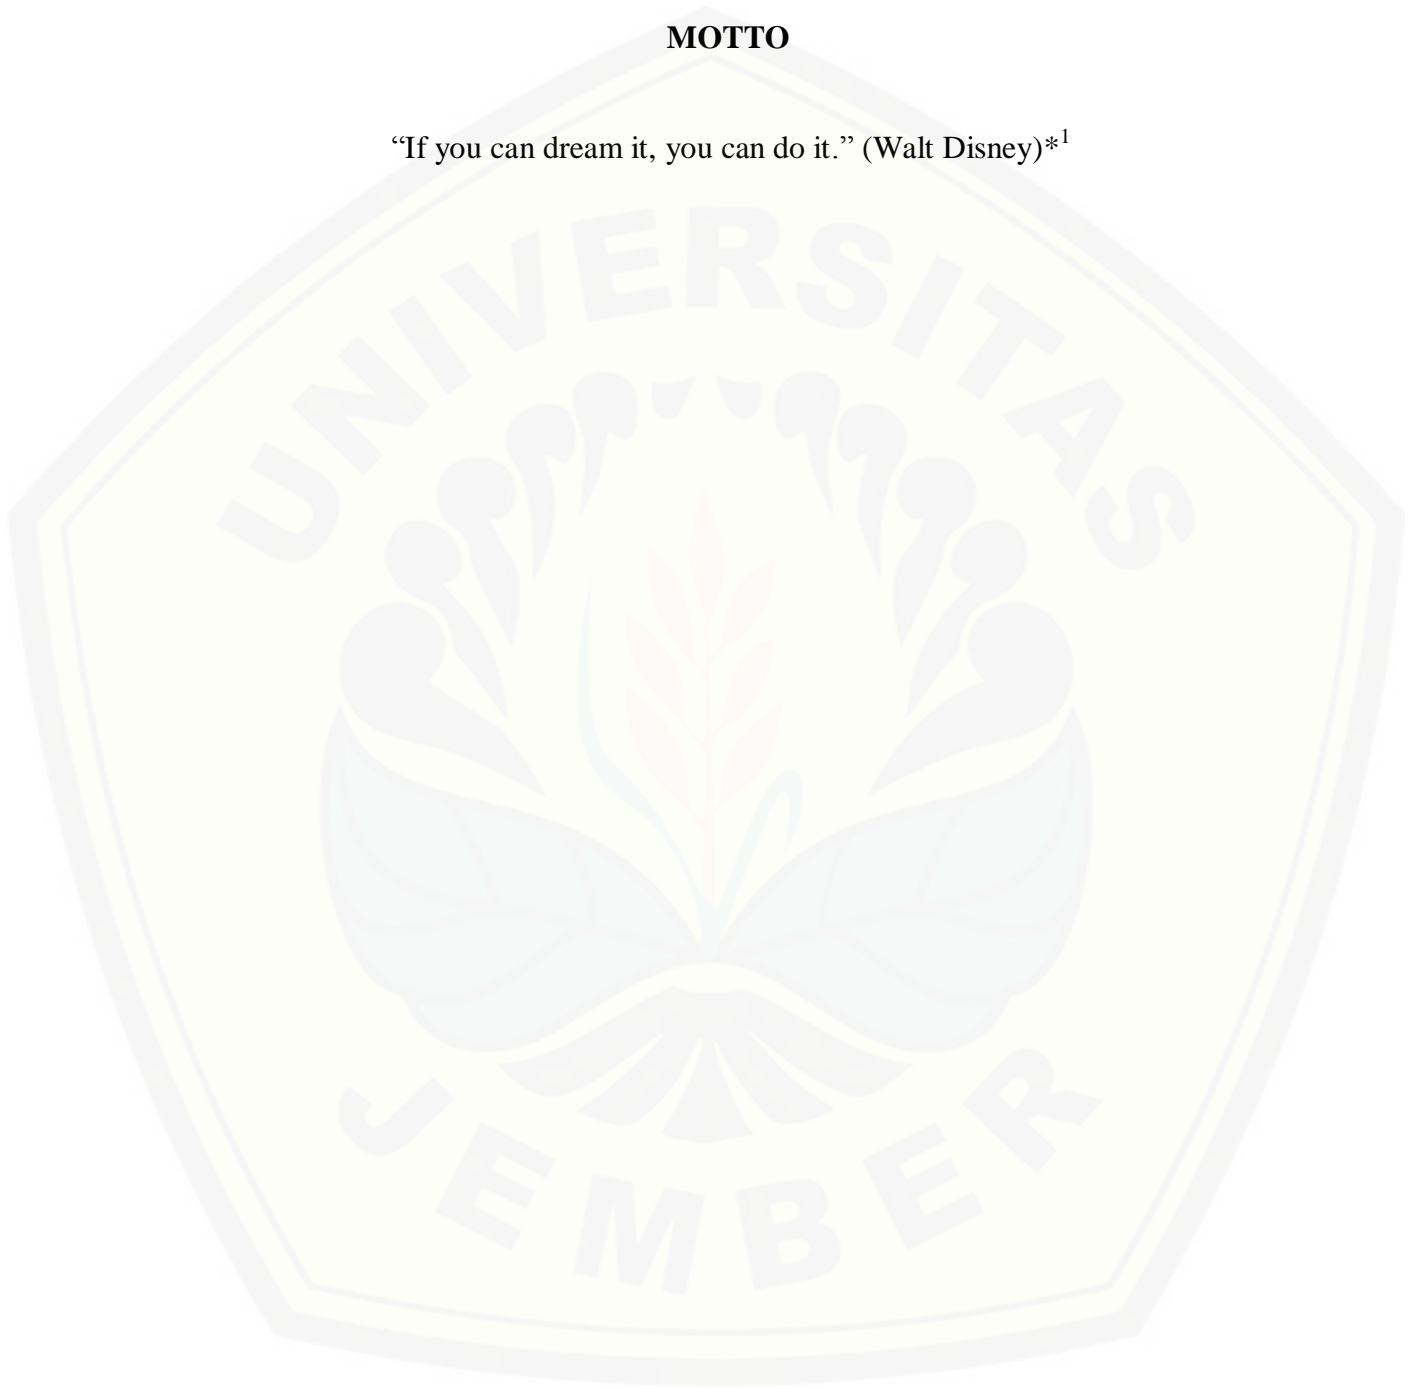 MOTTO
“If you can dream it, you can do it.” (Walt Disney)*¹
UNIVERSITAS
JEMBER